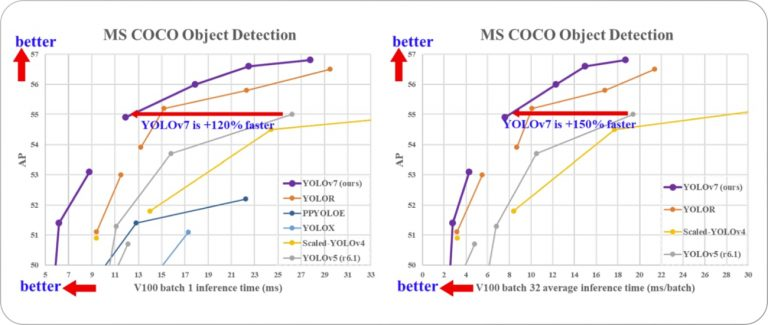 better
MS COCO Object Detection
57
56
55
54
53
52
51
50
AP
YOLOv7 is +120% faster
YOLOv7 (ours)
YOLOR
PPYOLOE
YOLOX
Scaled-YOLOv4
YOLOv5 (r6.1)
5 7 9 11 13 15 17 19 21 23 25 27 29 31 33
better
V100 batch 1 inference time (ms)
better
MS COCO Object Detection
57
56
55
54
53
52
51
50
AP
YOLOv7 is +150% faster
YOLOv7 (ours)
YOLOR
Scaled-YOLOv4
YOLOv5 (r6.1)
0 2 4 6 8 10 12 14 16 18 20 22 24 26 28 30
better
V100 batch 32 average inference time (ms/batch)